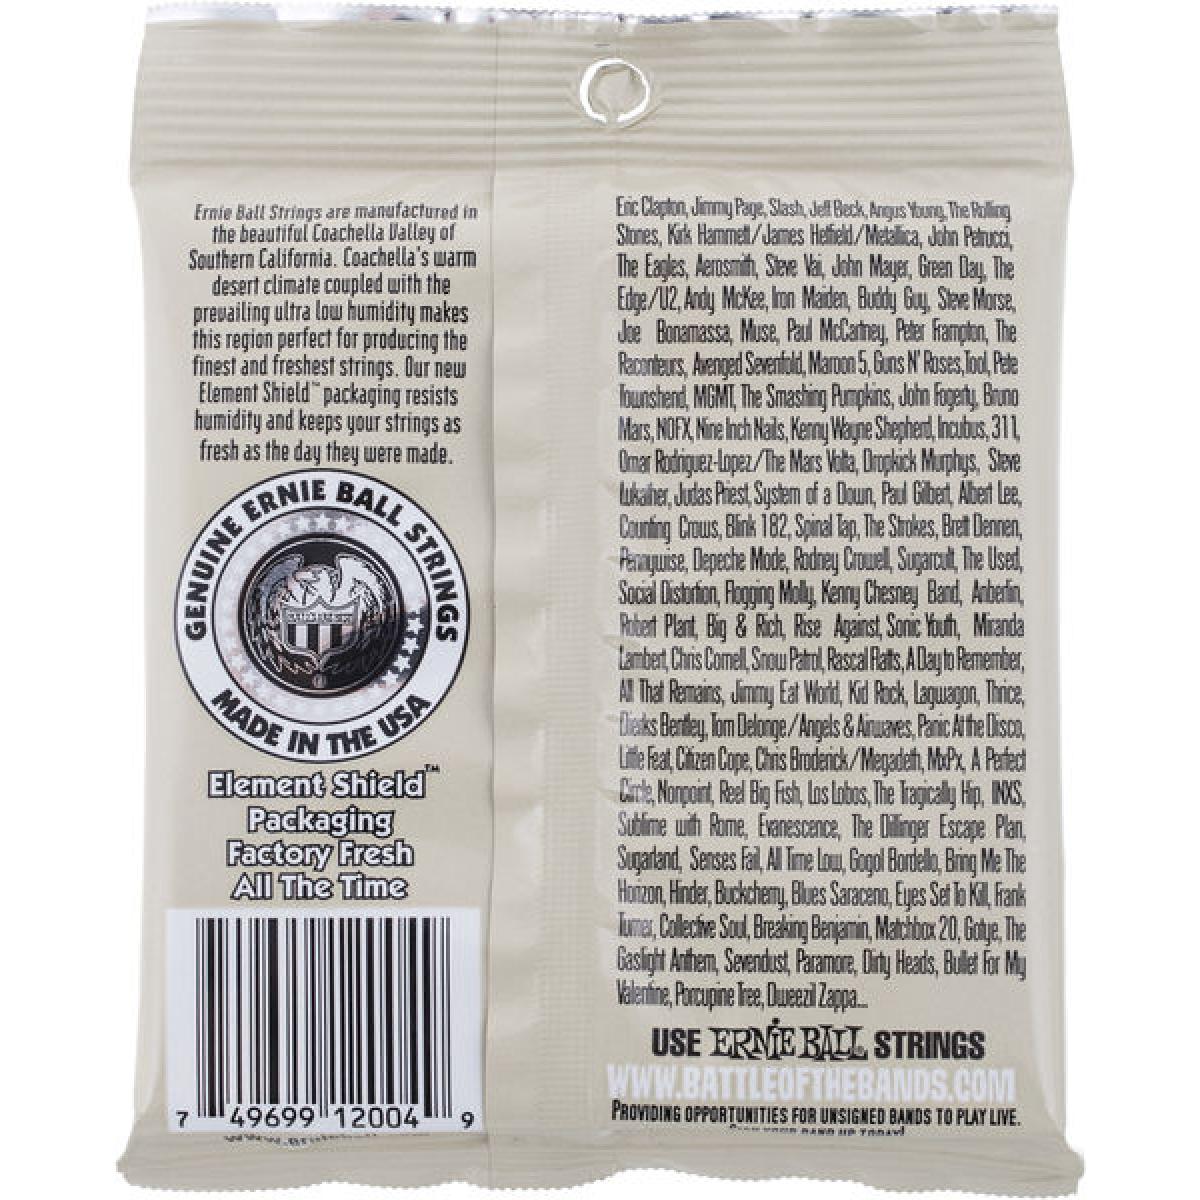 Ernie Ball Strings are manufactured in
the beautiful Coachella Valley of
Southern California. Coachella's warm
desert climate coupled with the
prevailing ultra low humidity makes
this region perfect for producing the
finest and freshest strings. Our new
Element Shield™ packaging resists
humidity and keeps your strings as
fresh as the day they were made.
GENUINE ERNIE BALL STRINGS
MADE IN THE USA
Element Shield™
Packaging
Factory Fresh
All The Time
7 49699 12004 9
Eric Clapton, Jimmy Page, Slash, Jeff Beck, Angus Young, The Rolling
Stones, Kirk Hammett/James Hetfield/Metallica, John Petrucci,
The Eagles, Aerosmith, Steve Vai, John Mayer, Green Day, The
Edge/U2, Andy McKee, Iron Maiden, Buddy Guy, Steve Morse,
Joe Bonamassa, Muse, Paul McCartney, Peter Frampton, The
Raconteurs, Avenged Sevenfold, Maroon 5, Guns N' Roses, Tool, Pete
Townshend, MGMT, The Smashing Pumpkins, John Fogerty, Bruno
Mars, NOFX, Nine Inch Nails, Kenny Wayne Shepherd, Incubus, 311,
Omar Rodriguez-Lopez/The Mars Volta, Dropkick Murphys, Steve
Lukather, Judas Priest, System of a Down, Paul Gilbert, Albert Lee,
Counting Crows, Blink 182, Spinal Tap, The Strokes, Brett Dennen,
Pennywise, Depeche Mode, Rodney Crowell, Sugarcult, The Used,
Social Distortion, Flogging Molly, Kenny Chesney Band, Anberlin,
Robert Plant, Big & Rich, Rise Against, Sonic Youth, Miranda
Lambert, Chris Cornell, Snow Patrol, Rascal Flatts, A Day to Remember,
All That Remains, Jimmy Eat World, Kid Rock, Lagwagon, Thrice,
Dierks Bentley, Tom Delonge/Angels & Airwaves, Panic At the Disco,
Little Feat, Citizen Cope, Chris Broderick/Megadeth, MxPx, A Perfect
Circle, Nonpoint, Reel Big Fish, Los Lobos, The Tragically Hip, INXS,
Sublime with Rome, Evanescence, The Dillinger Escape Plan,
Sugarland, Senses Fail, All Time Low, Gogol Bordello, Bring Me The
Horizon, Hinder, Buckcherry, Blues Saraceno, Eyes Set To Kill, Frank
Turner, Collective Soul, Breaking Benjamin, Matchbox 20, Gotye, The
Gaslight Anthem, Sevendust, Paramore, Dirty Heads, Bullet For My
Valentine, Porcupine Tree, Dweezil Zappa...
USE ERNIE BALL STRINGS
WWW.BATTLEOFTHEBANDS.COM
PROVIDING OPPORTUNITIES FOR UNSIGNED BANDS TO PLAY LIVE.